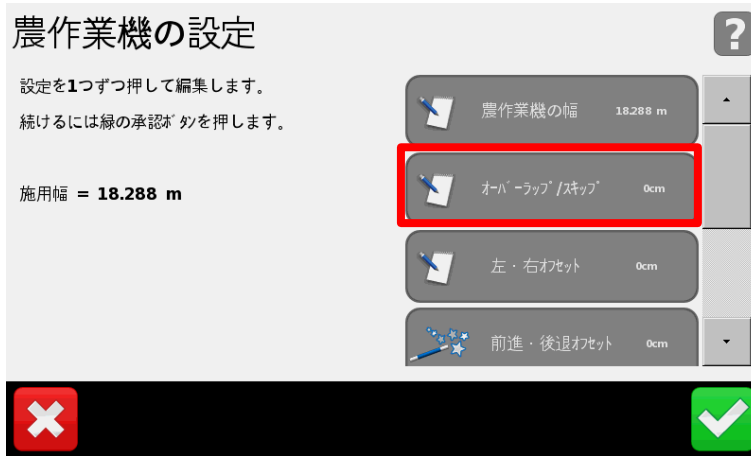 農作業機の設定
?
設定を1つずつ押して編集します。
続けるには緑の承認ボタンを押します。
施用幅 = 18.288 m
農作業機の幅 18.288 m
オーバーラップ/スキップ 0cm
左・右オフセット 0cm
前進・後退オフセット 0cm